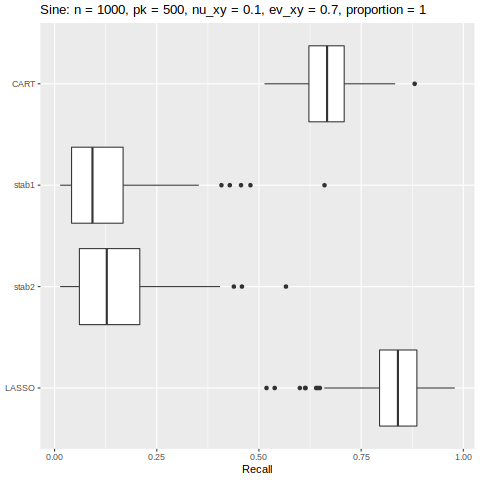 Sine: n = 1000, pk = 500, nu_xy = 0.1, ev_xy = 0.7, proportion = 1
CART
stab1
stab2
LASSO
0.00 0.25 0.50 0.75 1.00
Recall